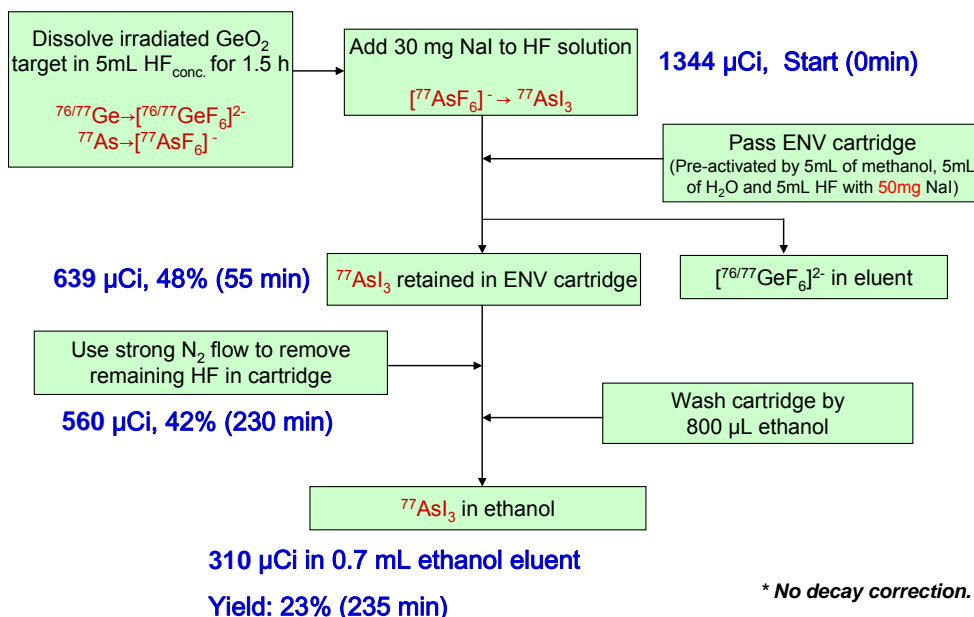 Dissolve irradiated GeO₂
target in 5mL HFconc. for 1.5 h
⁷⁶/⁷⁷Ge→[⁷⁶/⁷⁷GeF₆]²⁻
⁷⁷As→[⁷⁷AsF₆]⁻
Add 30 mg NaI to HF solution
[⁷⁷AsF₆]⁻→ ⁷⁷AsI₃
1344 μCi, Start (0min)
Pass ENV cartridge
(Pre-activated by 5mL of methanol, 5mL
of H₂O and 5mL HF with 50mg NaI)
639 μCi, 48% (55 min)
⁷⁷AsI₃ retained in ENV cartridge
[⁷⁶/⁷⁷GeF₆]²⁻ in eluent
Use strong N₂ flow to remove
remaining HF in cartridge
560 μCi, 42% (230 min)
Wash cartridge by
800 μL ethanol
⁷⁷AsI₃ in ethanol
310 μCi in 0.7 mL ethanol eluent
Yield: 23% (235 min)
* No decay correction.